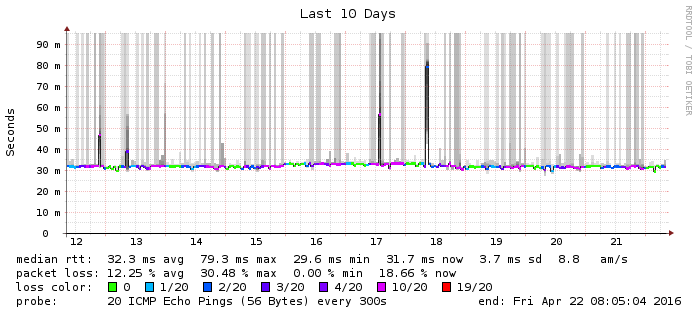 Last 10 Days
RRDTOOL / TOBI OETIKER
Seconds
90 m
80 m
70 m
60 m
50 m
40 m
30 m
20 m
10 m
0
12 13 14 15 16 17 18 19 20 21
median rtt: 32.3 ms avg 79.3 ms max 29.6 ms min 31.7 ms now 3.7 ms sd 8.8 am/s
packet loss: 12.25 % avg 30.48 % max 0.00 % min 18.66 % now
loss color: 0 1/20 2/20 3/20 4/20 10/20 19/20
probe: 20 ICMP Echo Pings (56 Bytes) every 300s end: Fri Apr 22 08:05:04 2016